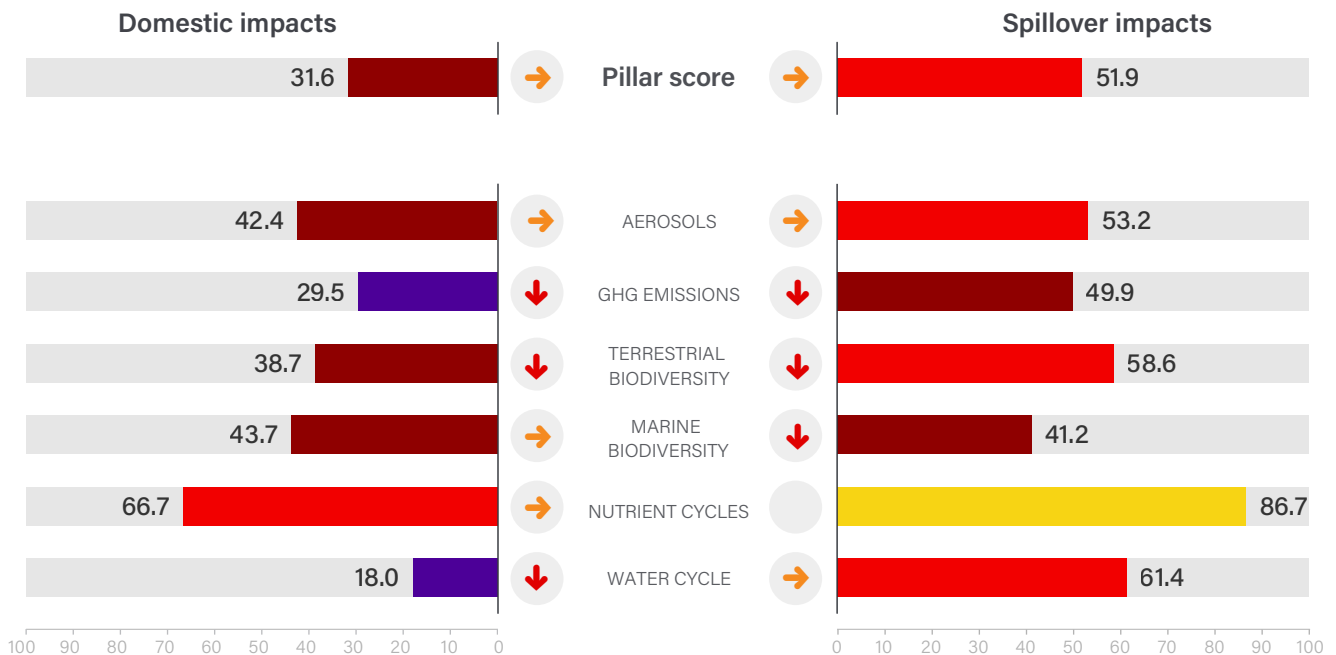 Domestic impacts
Spillover impacts
31.6
Pillar score
51.9
42.4
AEROSOLS
53.2
29.5
GHG EMISSIONS
49.9
38.7
TERRESTRIAL
BIODIVERSITY
58.6
43.7
MARINE
BIODIVERSITY
41.2
66.7
NUTRIENT CYCLES
86.7
18.0
WATER CYCLE
61.4
100 90 80 70 60 50 40 30 20 10 0
0 10 20 30 40 50 60 70 80 90 100